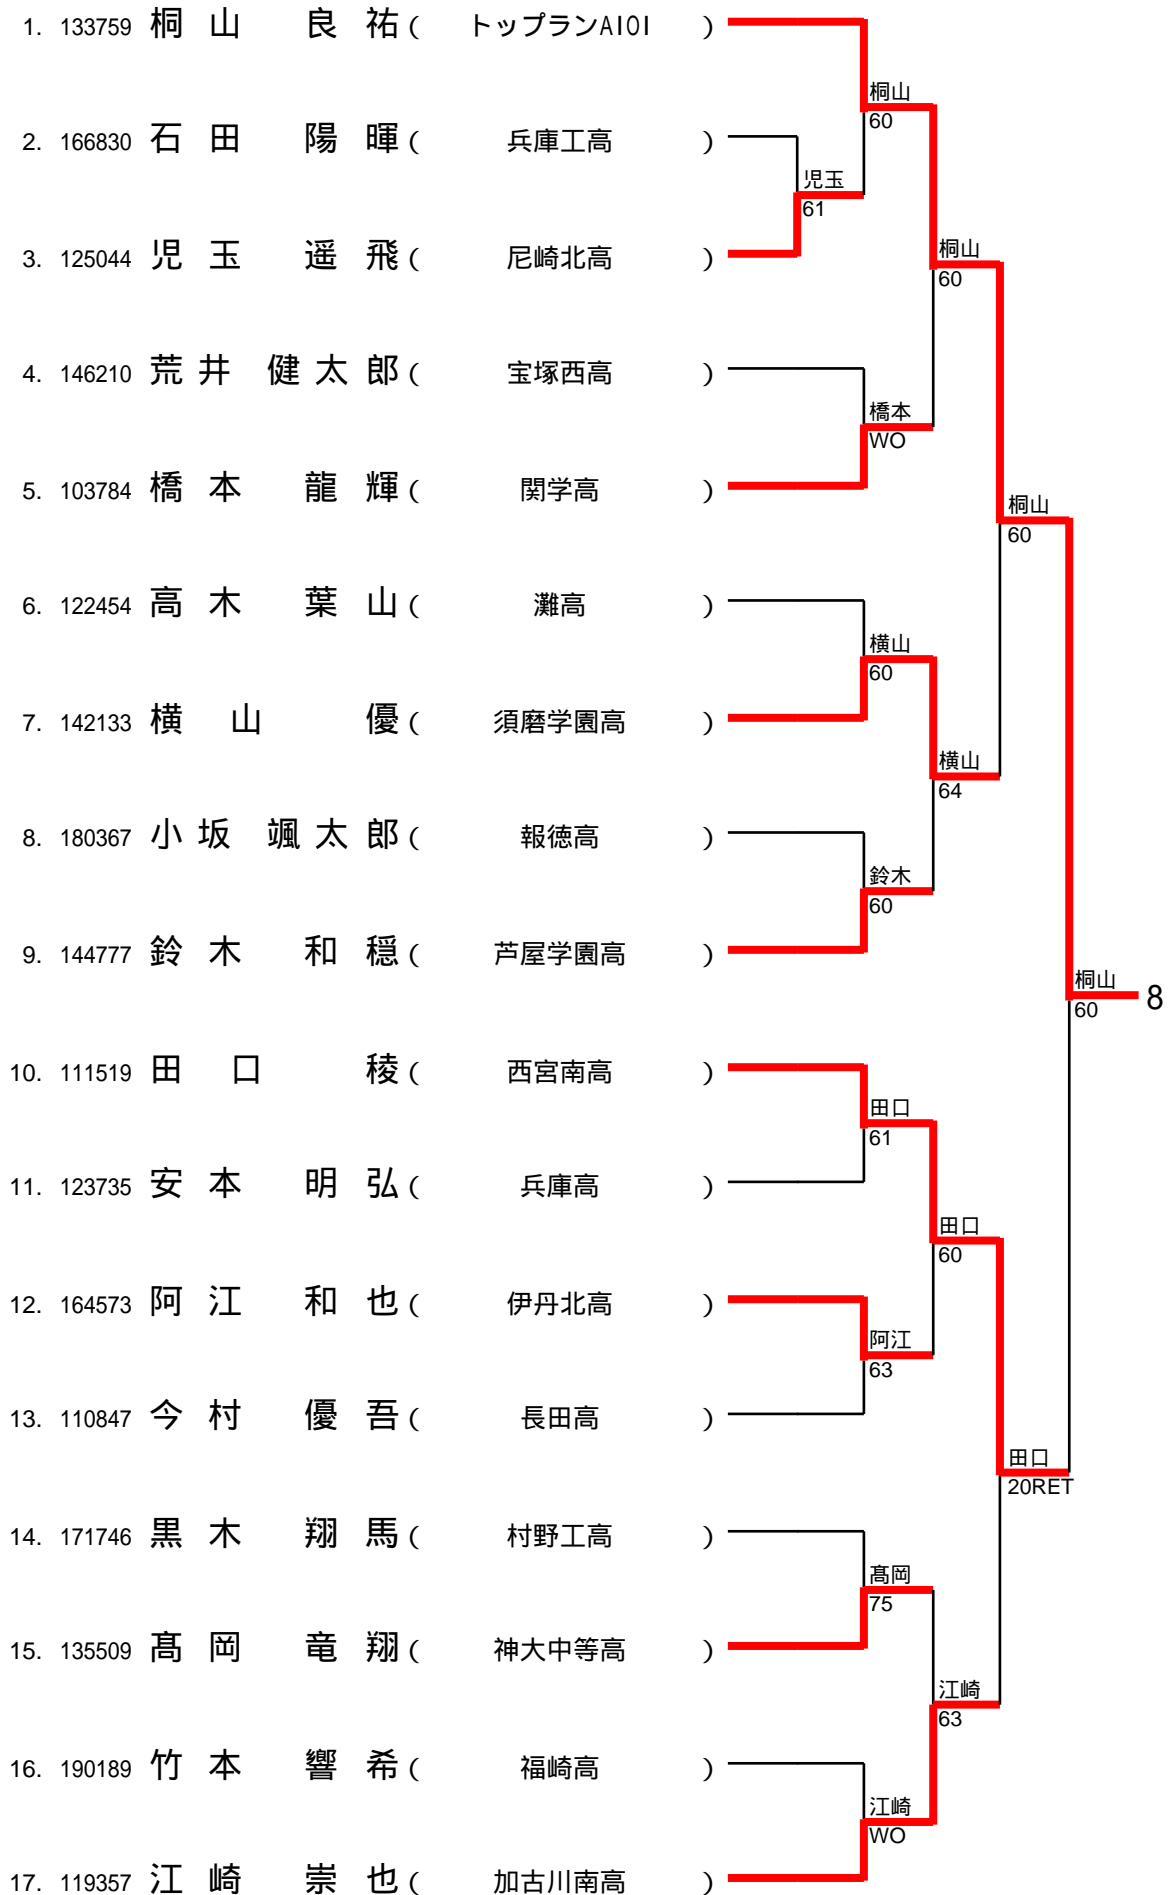 1. 133759 桐山 良祐 ( トップランAIOI )
桐山
60
2. 166830 石田 陽暉 ( 兵庫工高 )
児玉
61
3. 125044 児玉 遥飛 ( 尼崎北高 )
桐山
60
4. 146210 荒井 健太郎 ( 宝塚西高 )
橋本
WO
5. 103784 橋本 龍輝 ( 関学高 )
桐山
60
6. 122454 高木 葉山 ( 灘高 )
横山
60
7. 142133 横山 優 ( 須磨学園高 )
横山
64
8. 180367 小坂 颯太郎 ( 報徳高 )
鈴木
60
9. 144777 鈴木 和穏 ( 芦屋学園高 )
桐山
60
8
10. 111519 田口 稜 ( 西宮南高 )
田口
61
11. 123735 安本 明弘 ( 兵庫高 )
田口
60
12. 164573 阿江 和也 ( 伊丹北高 )
阿江
63
13. 110847 今村 優吾 ( 長田高 )
田口
20RET
14. 171746 黒木 翔馬 ( 村野工高 )
髙岡
75
15. 135509 髙岡 竜翔 ( 神大中等高 )
江崎
63
16. 190189 竹本 響希 ( 福崎高 )
江崎
WO
17. 119357 江崎 崇也 ( 加古川南高 )